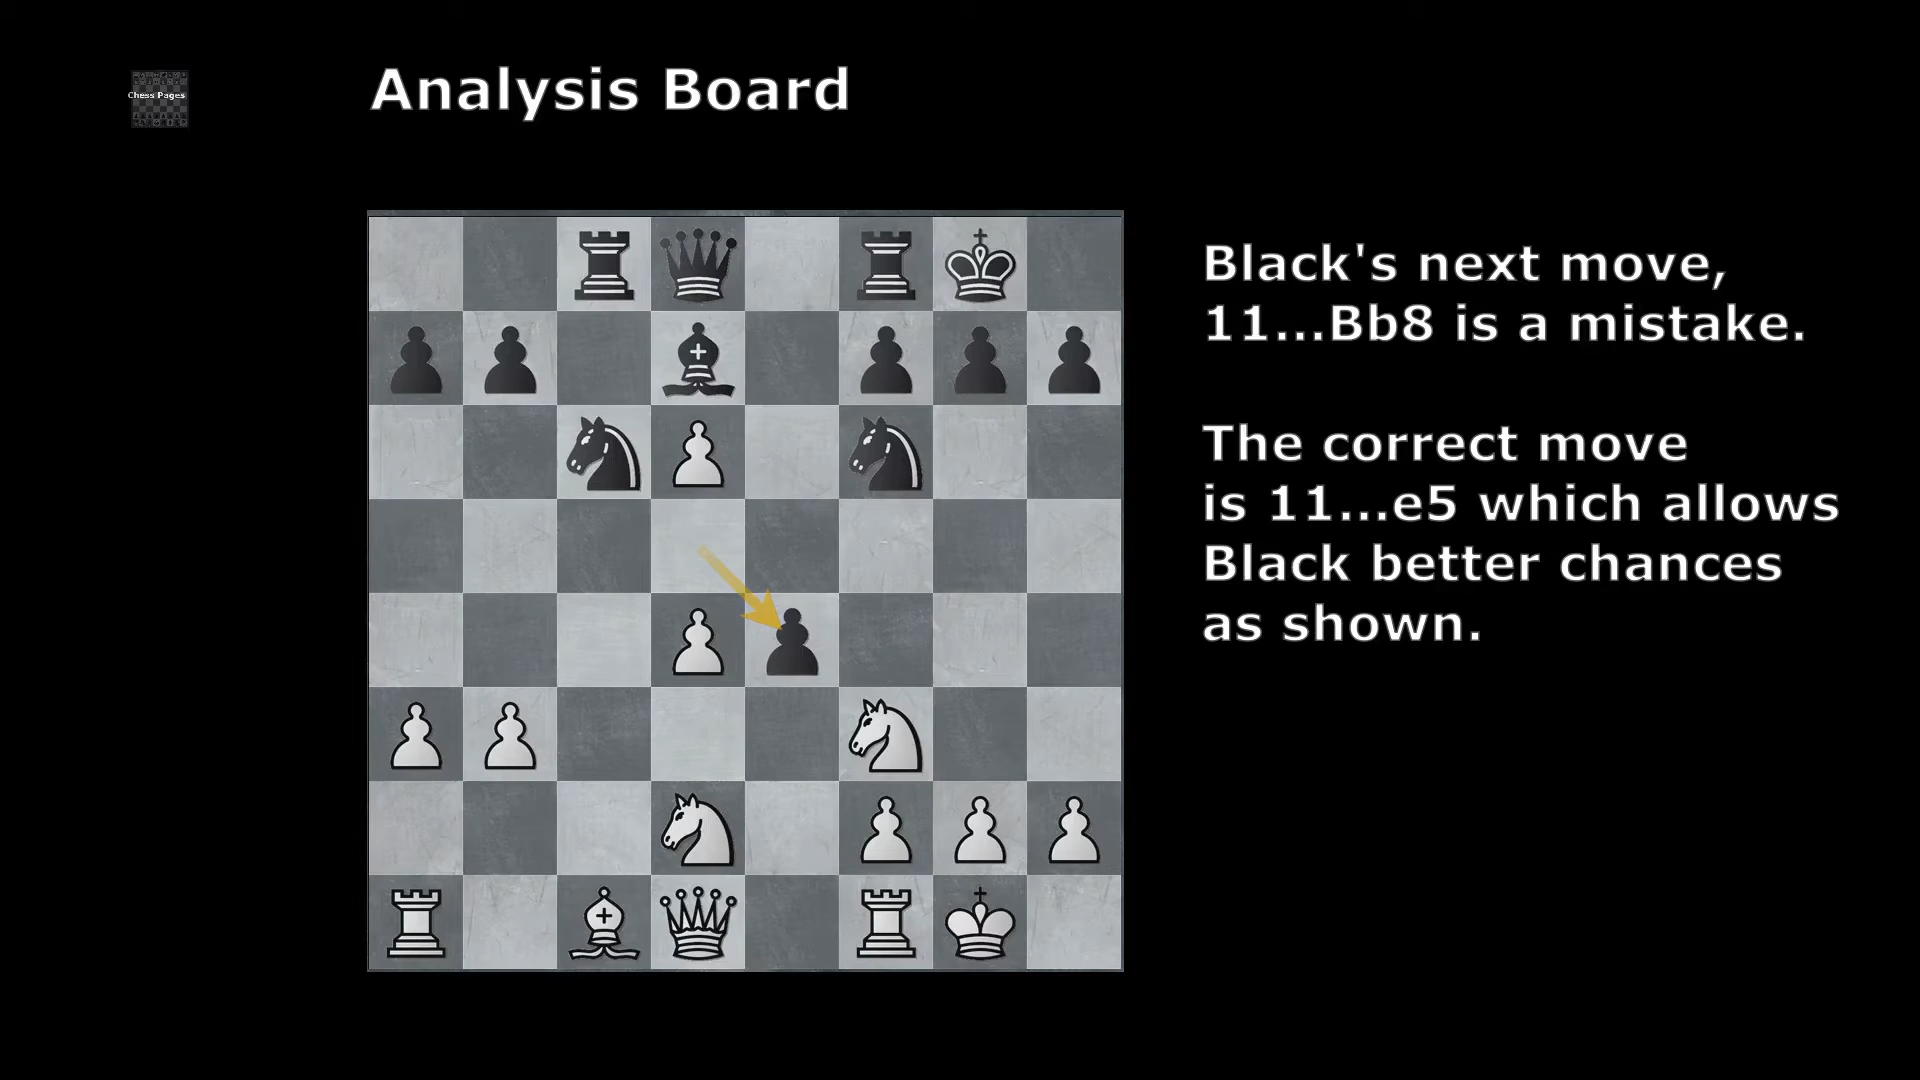 Chess Pages
Analysis Board
Black's next move,
11...Bb8 is a mistake.
The correct move
is 11...e5 which allows
Black better chances
as shown.